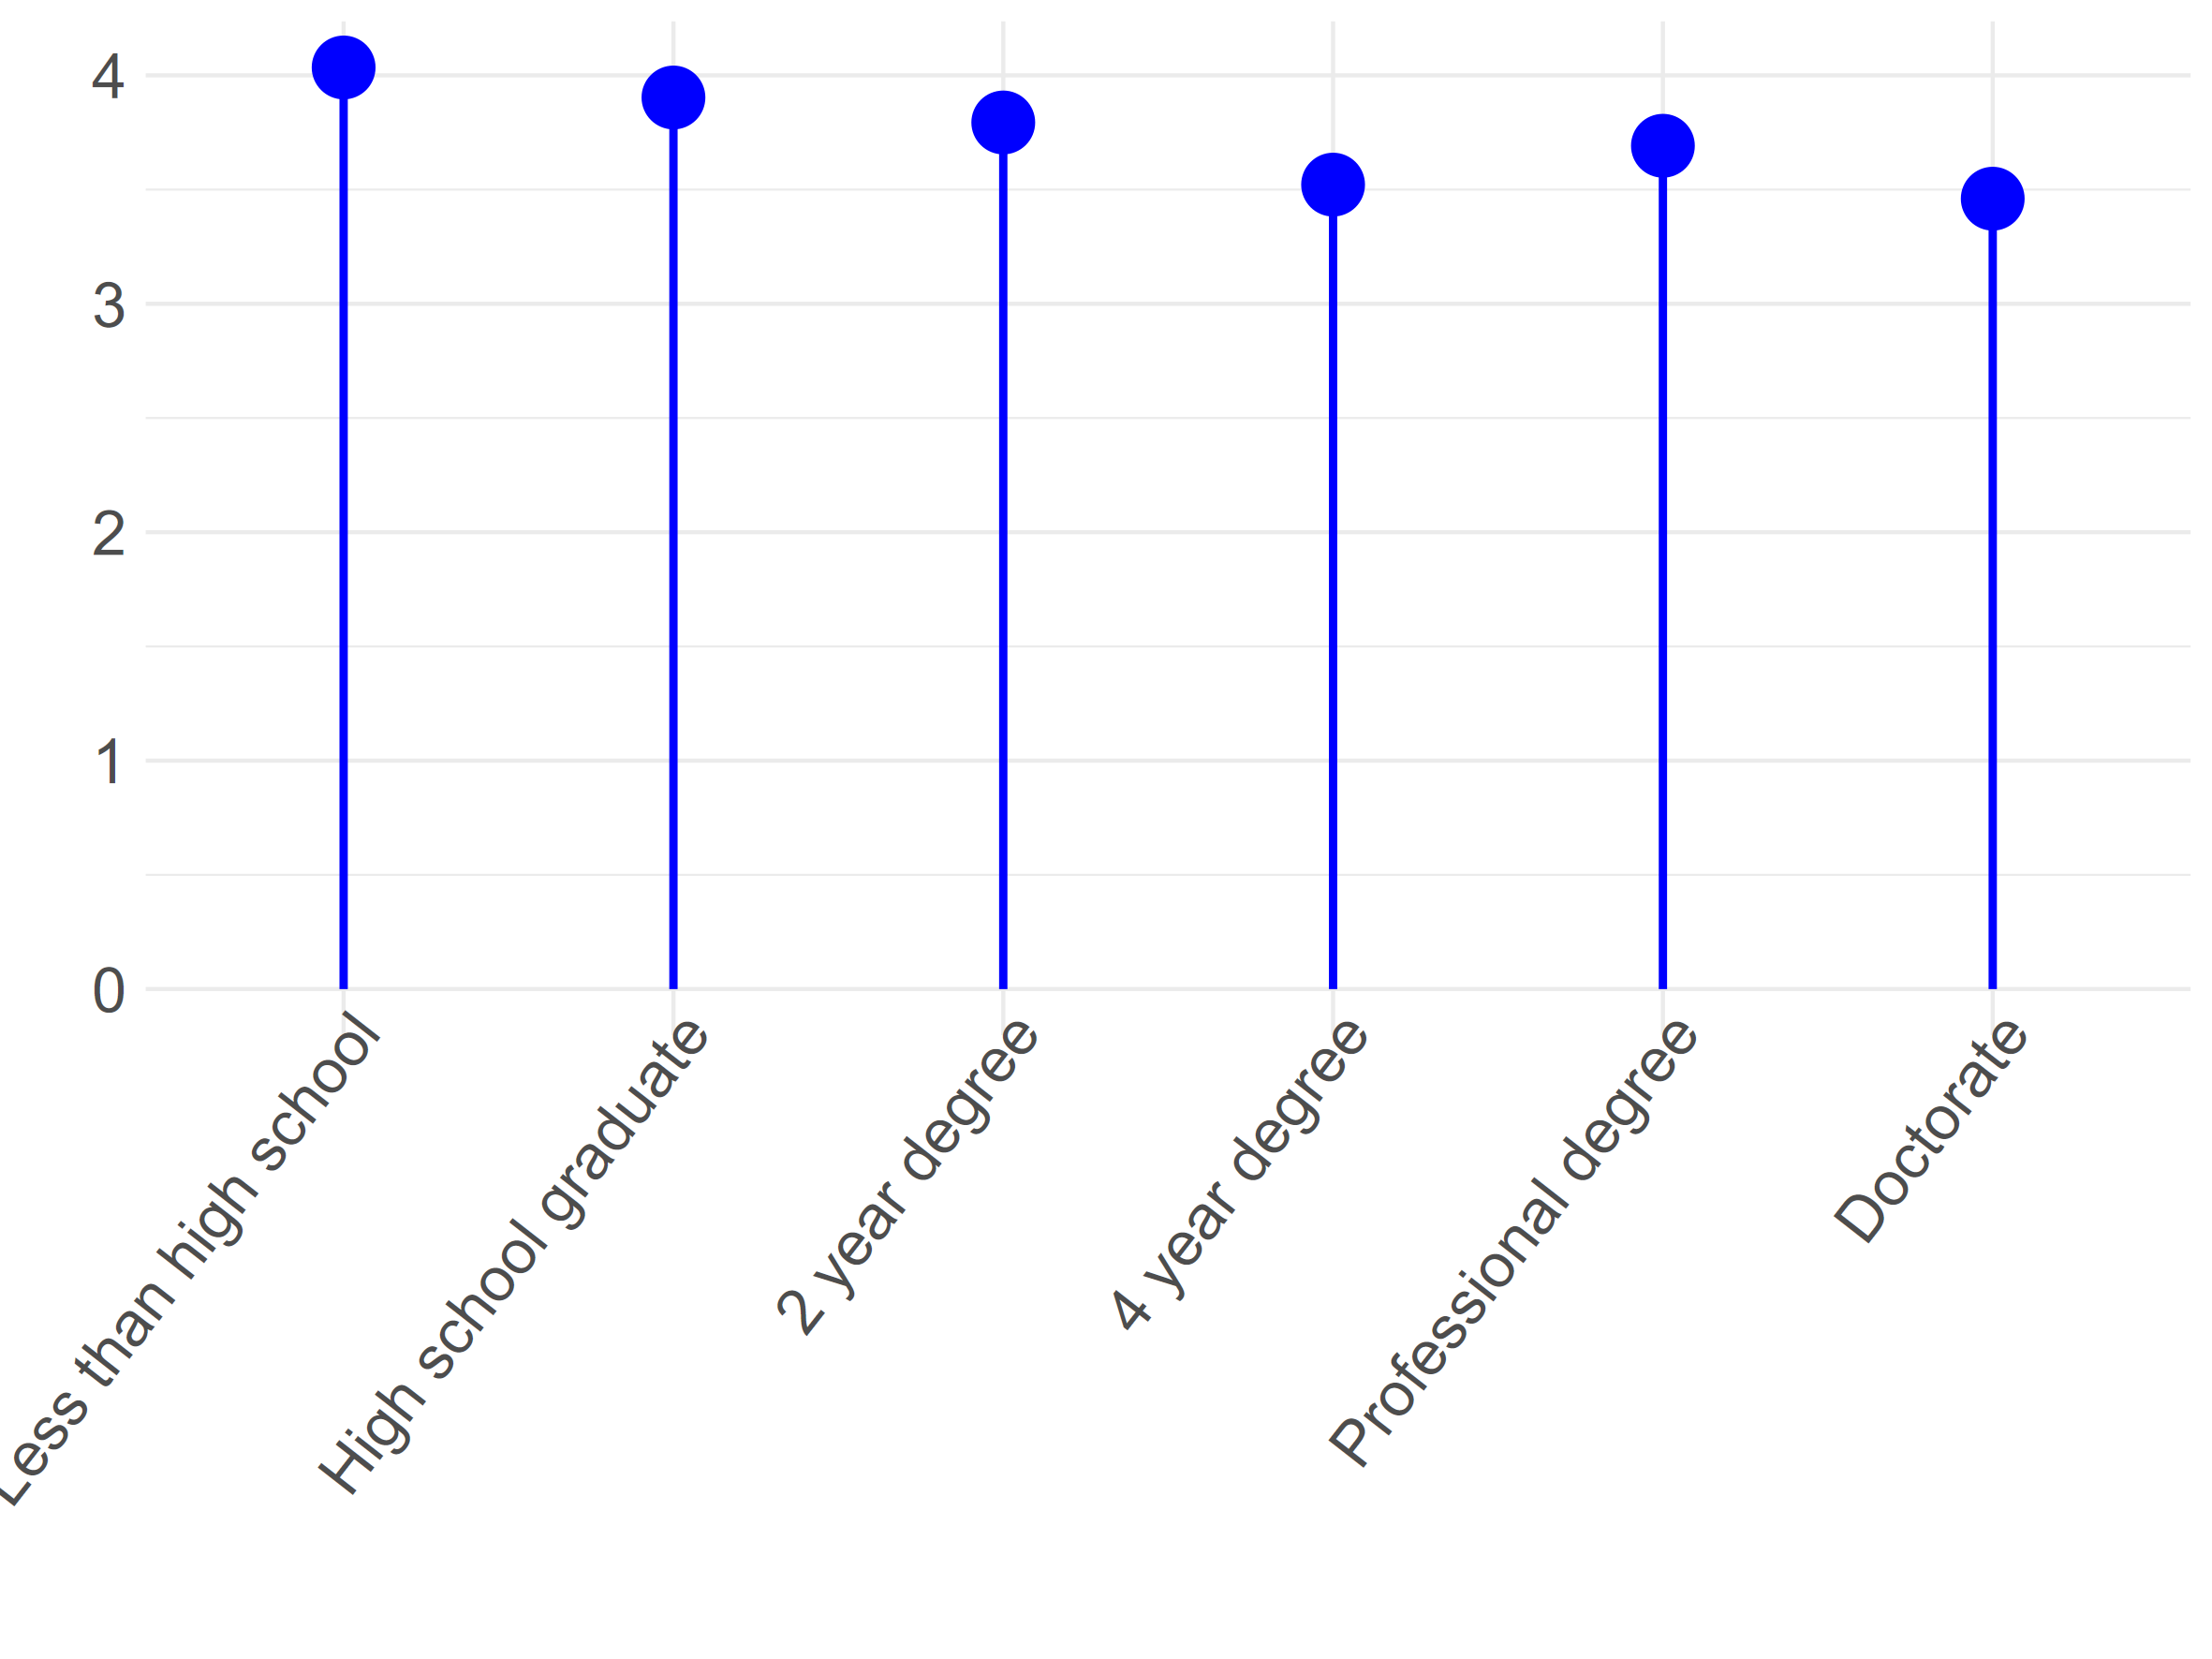 4
3
2
1
0
Less than high school
High school graduate
2 year degree
4 year degree
Professional degree
Doctorate